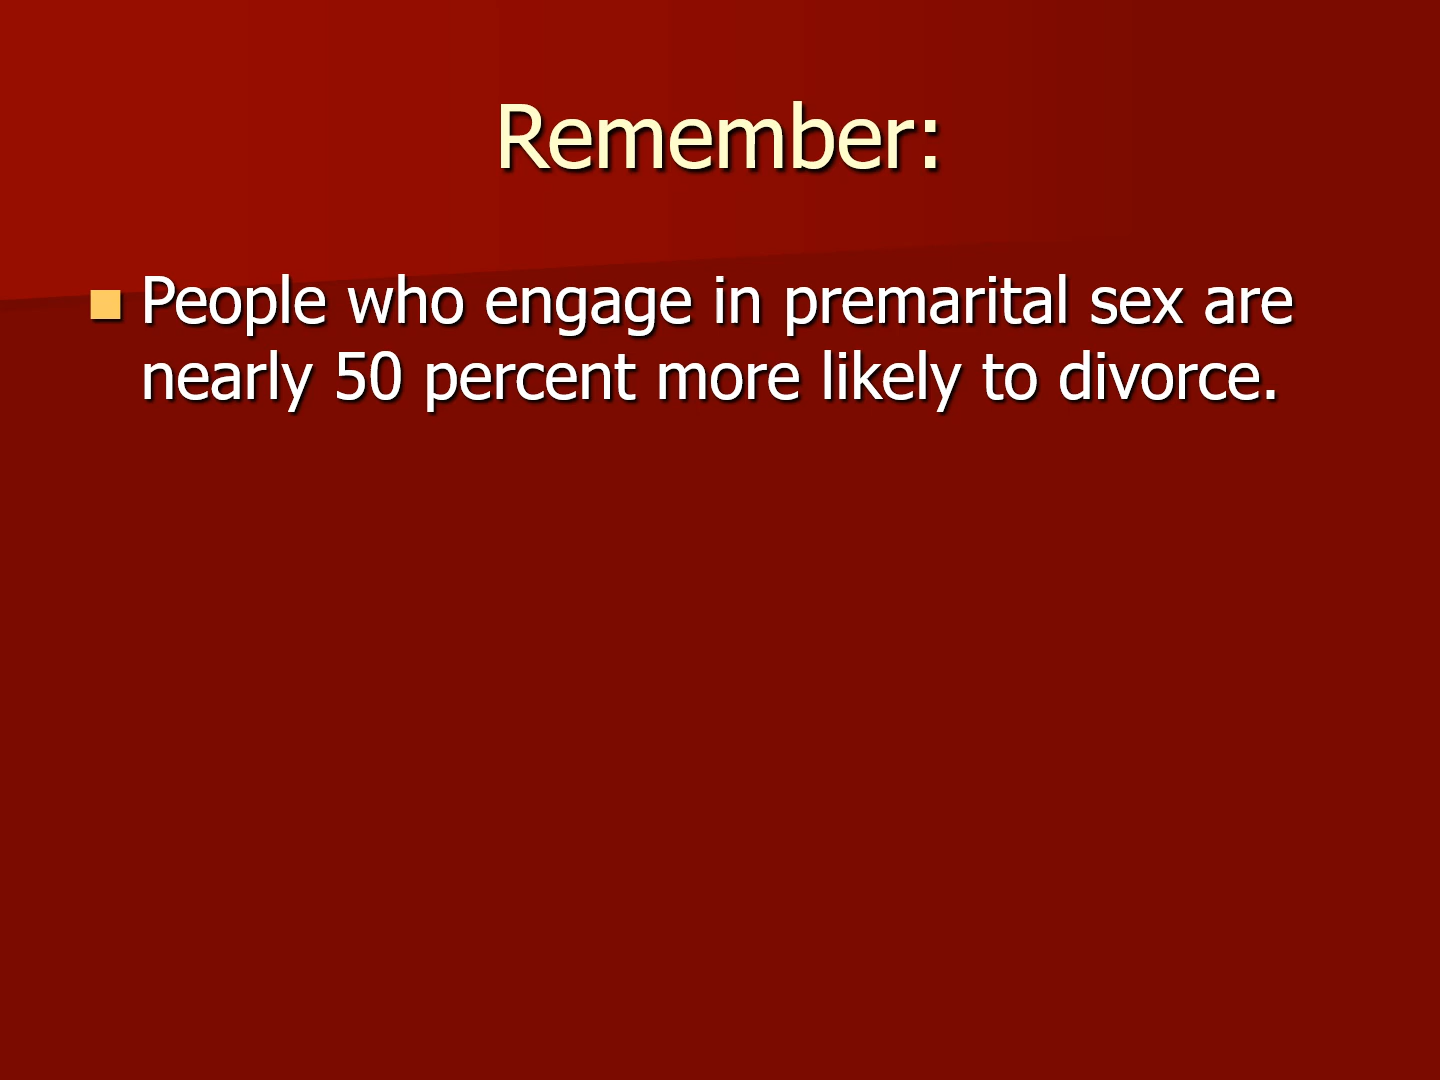 Remember:
People who engage in premarital sex are
nearly 50 percent more likely to divorce.